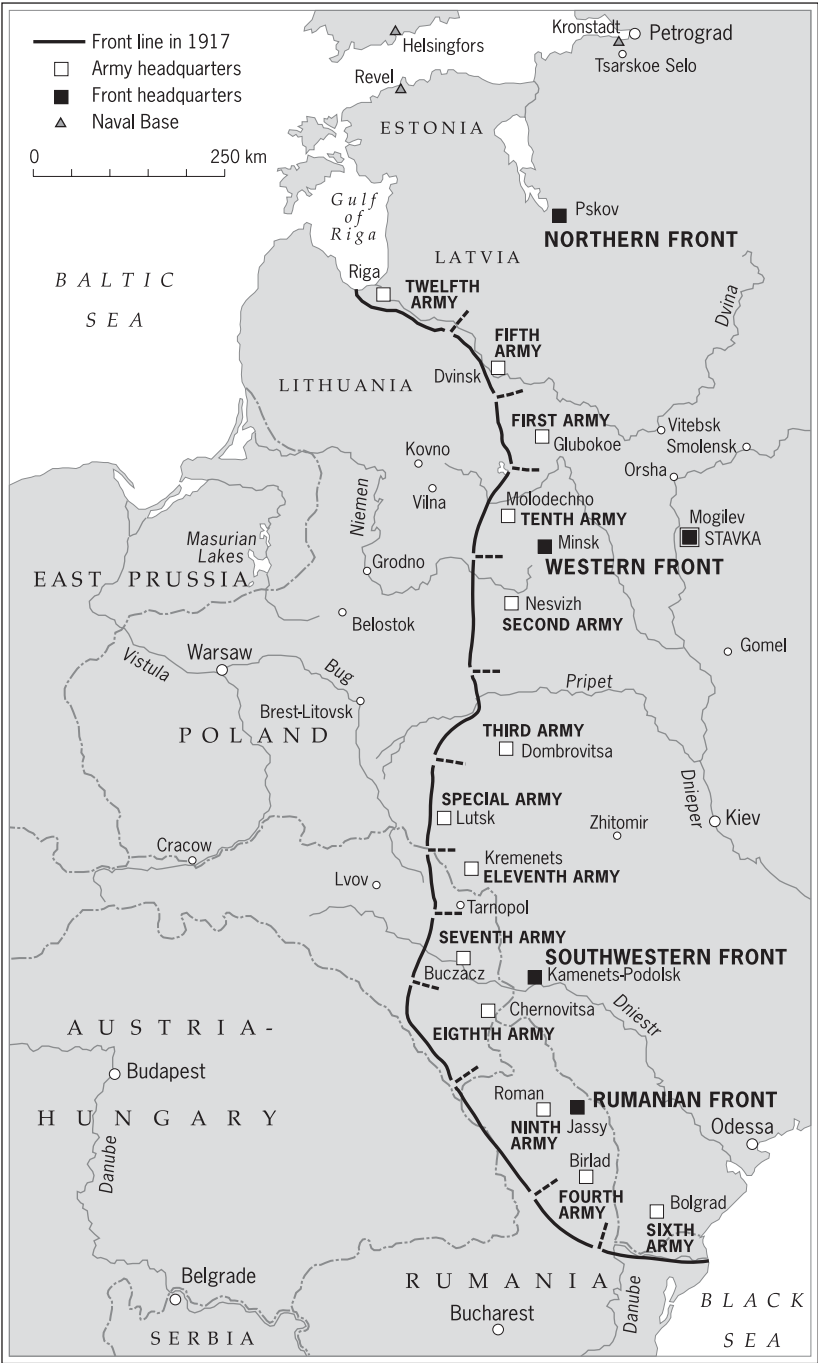 Front line in 1917
Army headquarters
Front headquarters
Naval Base
0 250 km
Helsingfors
Kronstadt
Petrograd
Tsarskoe Selo
Revel
ESTONIA
Gulf
of
Riga
Pskov
NORTHERN FRONT
LATVIA
BALTIC
SEA
Riga
TWELFTH
ARMY
Dvina
FIFTH
ARMY
Dvinsk
LITHUANIA
FIRST ARMY
Glubokoe
Vitebsk
Smolensk
Orsha
Kovno
Vilna
Niemen
Molodechno
TENTH ARMY
Mogilev
STAVKA
Masurian
Lakes
Minsk
WESTERN FRONT
Grodno
EAST PRUSSIA
Nesvizh
SECOND ARMY
Belostok
Gomel
Warsaw
Vistula
Bug
Pripet
Brest-Litovsk
POLAND
THIRD ARMY
Dombrovitsa
Dnieper
SPECIAL ARMY
Lutsk
Zhitomir
Kiev
Cracow
Kremenets
ELEVENTH ARMY
Lvov
Tarnopol
SEVENTH ARMY
Buczacz
SOUTHWESTERN FRONT
Kamenets-Podolsk
Dniestr
Chernovitsa
EIGTHTH ARMY
AUSTRIA-
HUNGARY
Budapest
Danube
Roman
NINTH
ARMY
Jassy
RUMANIAN FRONT
Odessa
Birlad
FOURTH
ARMY
Bolgrad
SIXTH
ARMY
Belgrade
RUMANIA
Danube
BLACK
SEA
Bucharest
SERBIA